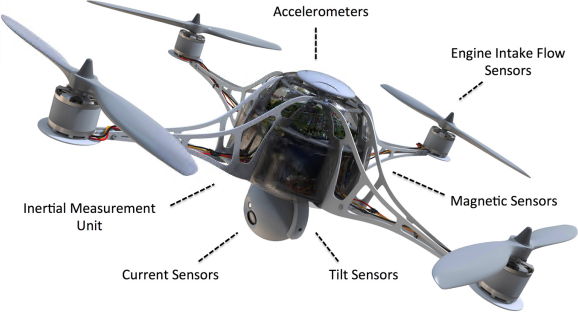 Accelerometers
Engine Intake Flow
Sensors
Magnetic Sensors
Inertial Measurement
Unit
Current Sensors
Tilt Sensors